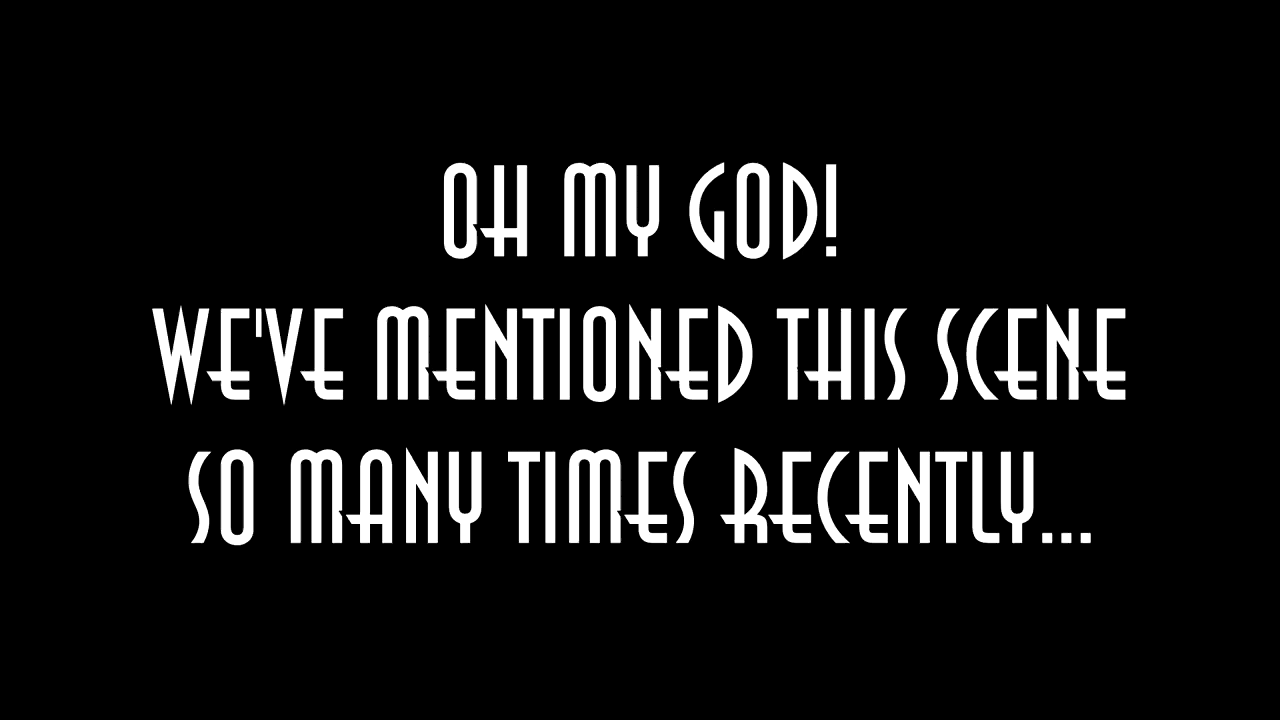 OH MY GOD!
WE'VE MENTIONED THIS SCENE
SO MANY TIMES RECENTLY...